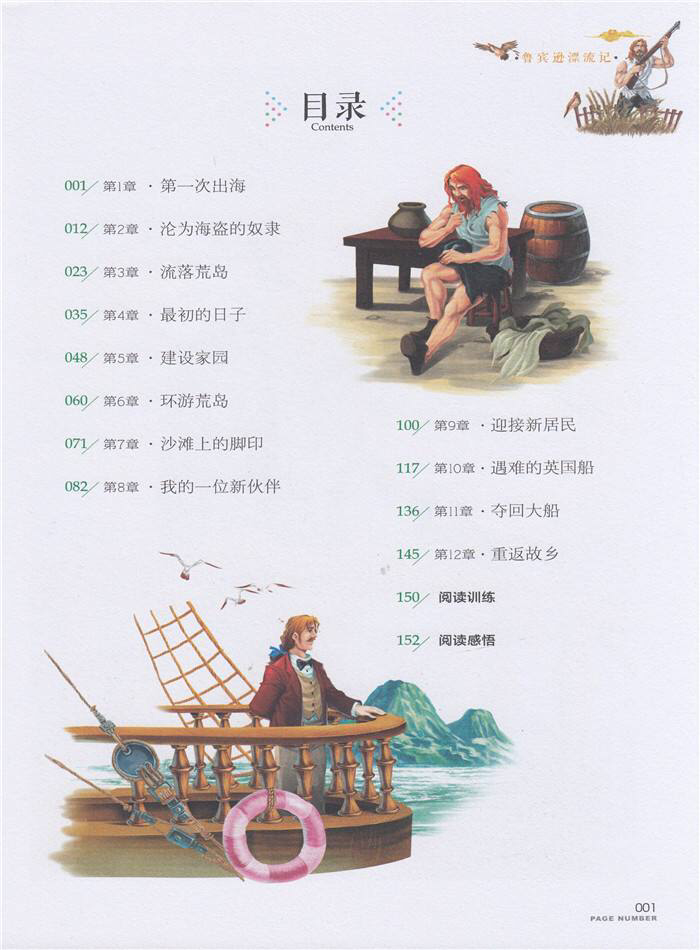 鲁宾逊漂流记
目录
Contents
001/ 第1章 · 第一次出海
012/ 第2章 · 沦为海盗的奴隶
023/ 第3章 · 流落荒岛
035/ 第4章 · 最初的日子
048/ 第5章 · 建设家园
060/ 第6章 · 环游荒岛
071/ 第7章 · 沙滩上的脚印
082/ 第8章 · 我的一位新伙伴
100/ 第9章 · 迎接新居民
117/ 第10章 · 遇难的英国船
136/ 第11章 · 夺回大船
145/ 第12章 · 重返故乡
150/ 阅读训练
152/ 阅读感悟
001
PAGE NUMBER